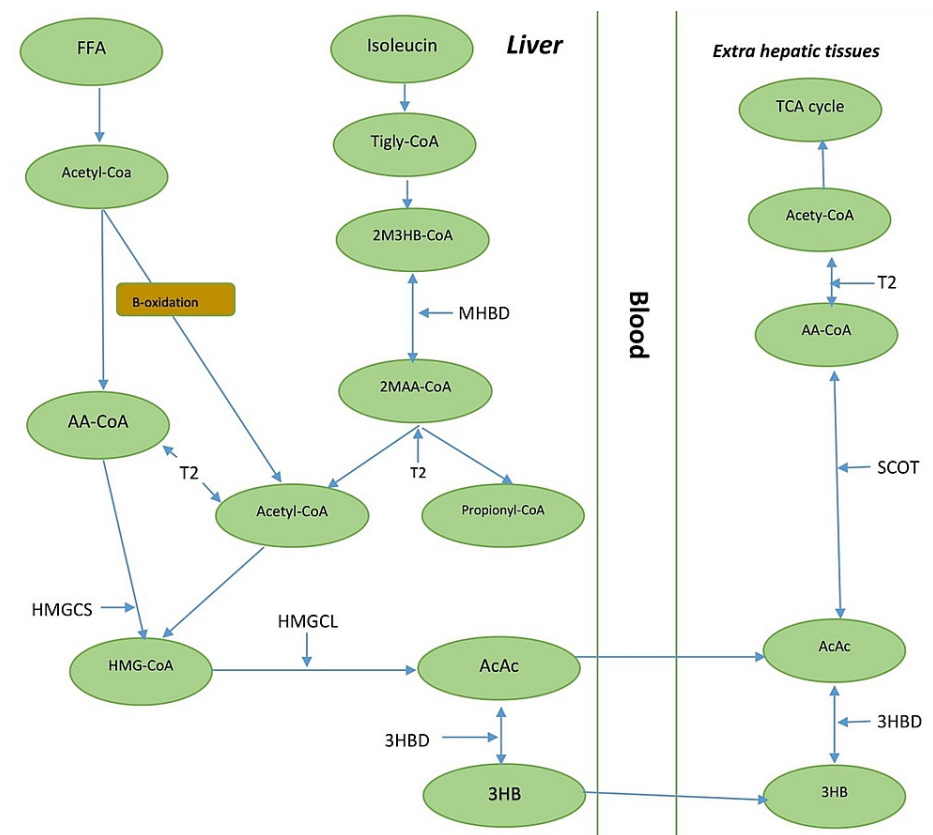 FFA
Isoleucin
Liver
Extra hepatic tissues
TCA cycle
Tigly-CoA
Acetyl-Coa
Acety-CoA
2M3HB-CoA
T2
B-oxidation
MHBD
Blood
AA-CoA
2MAA-CoA
AA-CoA
T2
T2
SCOT
Acetyl-CoA
Propionyl-CoA
HMGCS
HMGCL
HMG-CoA
AcAc
AcAc
3HBD
3HBD
3HB
3HB